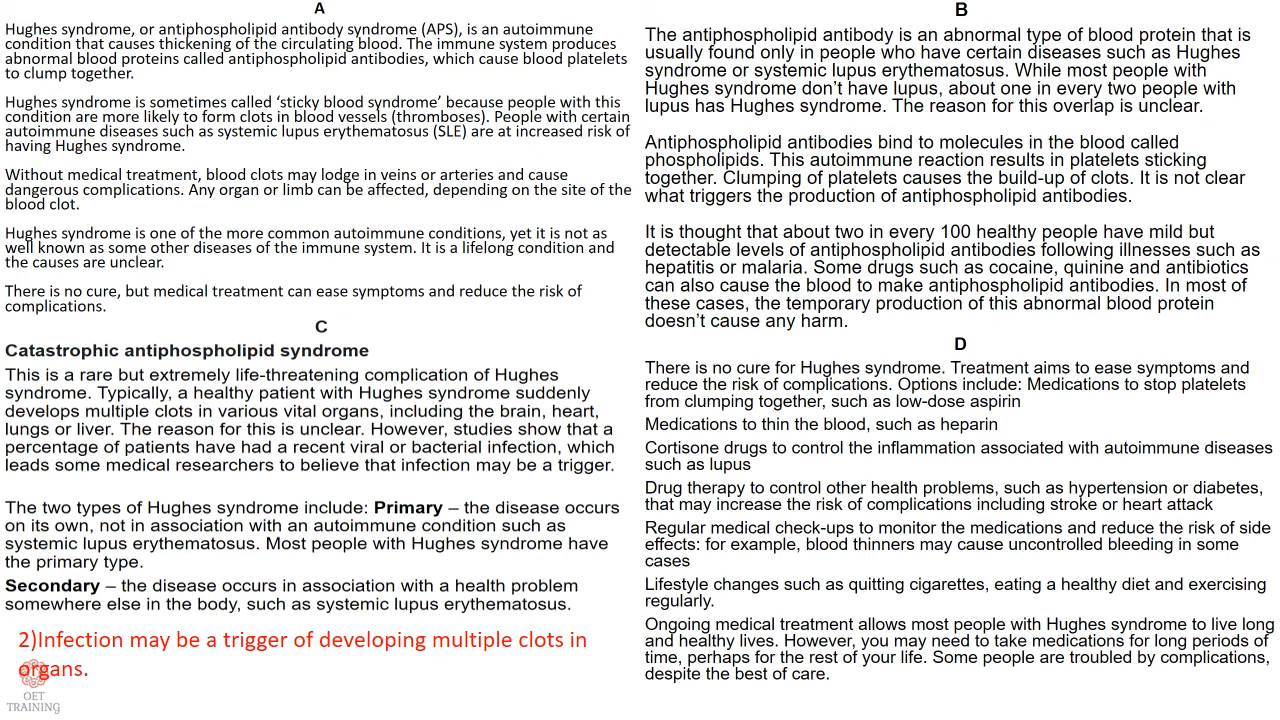 A
Hughes syndrome, or antiphospholipid antibody syndrome (APS), is an autoimmune
condition that causes thickening of the circulating blood. The immune system produces
abnormal blood proteins called antiphospholipid antibodies, which cause blood platelets
to clump together.
Hughes syndrome is sometimes called ‘sticky blood syndrome’ because people with this
condition are more likely to form clots in blood vessels (thromboses). People with certain
autoimmune diseases such as systemic lupus erythematosus (SLE) are at increased risk of
having Hughes syndrome.
Without medical treatment, blood clots may lodge in veins or arteries and cause
dangerous complications. Any organ or limb can be affected, depending on the site of the
blood clot.
Hughes syndrome is one of the more common autoimmune conditions, yet it is not as
well known as some other diseases of the immune system. It is a lifelong condition and
the causes are unclear.
There is no cure, but medical treatment can ease symptoms and reduce the risk of
complications.
B
The antiphospholipid antibody is an abnormal type of blood protein that is
usually found only in people who have certain diseases such as Hughes
syndrome or systemic lupus erythematosus. While most people with
Hughes syndrome don’t have lupus, about one in every two people with
lupus has Hughes syndrome. The reason for this overlap is unclear.
Antiphospholipid antibodies bind to molecules in the blood called
phospholipids. This autoimmune reaction results in platelets sticking
together. Clumping of platelets causes the build-up of clots. It is not clear
what triggers the production of antiphospholipid antibodies.
It is thought that about two in every 100 healthy people have mild but
detectable levels of antiphospholipid antibodies following illnesses such as
hepatitis or malaria. Some drugs such as cocaine, quinine and antibiotics
can also cause the blood to make antiphospholipid antibodies. In most of
these cases, the temporary production of this abnormal blood protein
doesn’t cause any harm.
C
Catastrophic antiphospholipid syndrome
This is a rare but extremely life-threatening complication of Hughes
syndrome. Typically, a healthy patient with Hughes syndrome suddenly
develops multiple clots in various vital organs, including the brain, heart,
lungs or liver. The reason for this is unclear. However, studies show that a
percentage of patients have had a recent viral or bacterial infection, which
leads some medical researchers to believe that infection may be a trigger.
The two types of Hughes syndrome include: Primary – the disease occurs
on its own, not in association with an autoimmune condition such as
systemic lupus erythematosus. Most people with Hughes syndrome have
the primary type.
Secondary – the disease occurs in association with a health problem
somewhere else in the body, such as systemic lupus erythematosus.
2)Infection may be a trigger of developing multiple clots in
organs.
OET
TRAINING
D
There is no cure for Hughes syndrome. Treatment aims to ease symptoms and
reduce the risk of complications. Options include: Medications to stop platelets
from clumping together, such as low-dose aspirin
Medications to thin the blood, such as heparin
Cortisone drugs to control the inflammation associated with autoimmune diseases
such as lupus
Drug therapy to control other health problems, such as hypertension or diabetes,
that may increase the risk of complications including stroke or heart attack
Regular medical check-ups to monitor the medications and reduce the risk of side
effects: for example, blood thinners may cause uncontrolled bleeding in some
cases
Lifestyle changes such as quitting cigarettes, eating a healthy diet and exercising
regularly.
Ongoing medical treatment allows most people with Hughes syndrome to live long
and healthy lives. However, you may need to take medications for long periods of
time, perhaps for the rest of your life. Some people are troubled by complications,
despite the best of care.